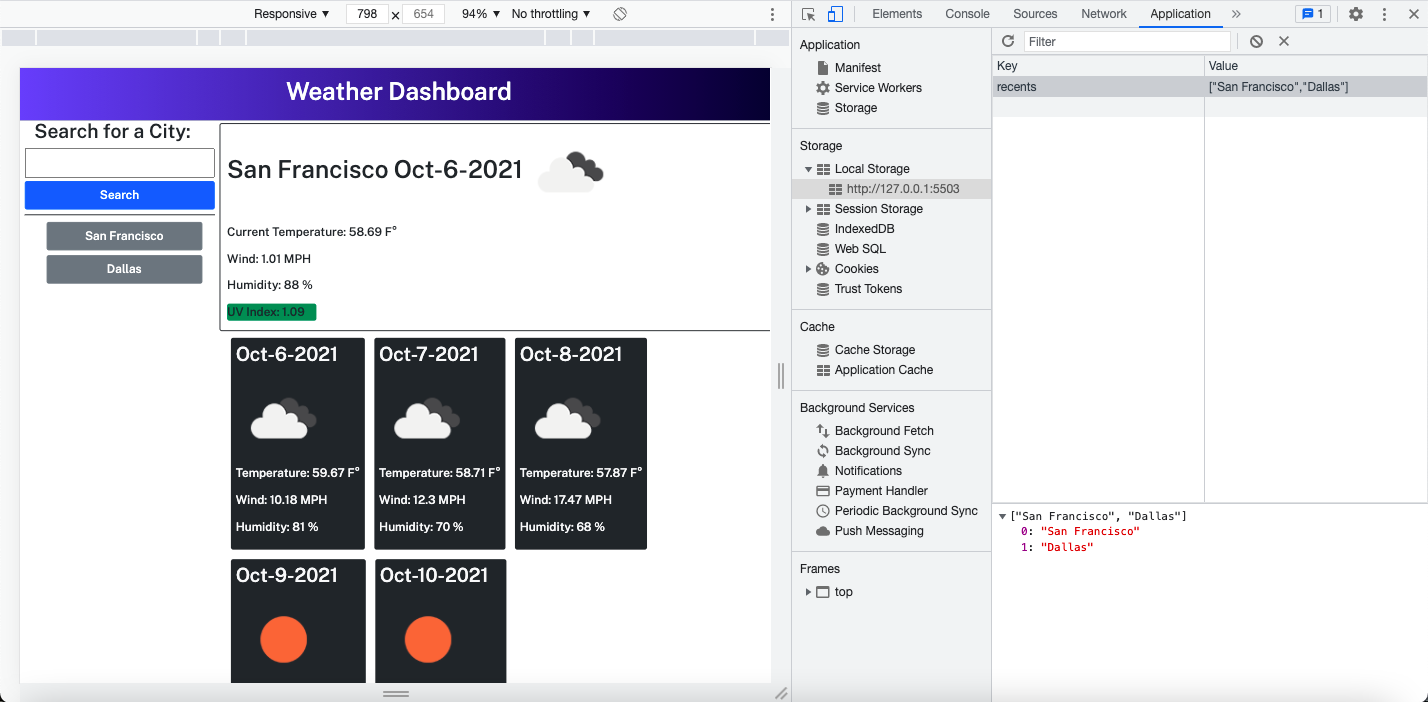 Responsive ▼ 798 × 654 94% ▼ No throttling ▼
Weather Dashboard
Search for a City:
Search
San Francisco
Dallas
San Francisco Oct-6-2021
Current Temperature: 58.69 F°
Wind: 1.01 MPH
Humidity: 88 %
UV Index: 1.09
Oct-6-2021
Temperature: 59.67 F°
Wind: 10.18 MPH
Humidity: 81 %
Oct-7-2021
Temperature: 58.71 F°
Wind: 12.3 MPH
Humidity: 70 %
Oct-8-2021
Temperature: 57.87 F°
Wind: 17.47 MPH
Humidity: 68 %
Oct-9-2021
Oct-10-2021
Elements Console Sources Network Application » 1
Application
Manifest
Service Workers
Storage
Storage
Local Storage
http://127.0.0.1:5503
Session Storage
IndexedDB
Web SQL
Cookies
Trust Tokens
Cache
Cache Storage
Application Cache
Background Services
Background Fetch
Background Sync
Notifications
Payment Handler
Periodic Background Sync
Push Messaging
Frames
top
Filter
Key Value
recents ["San Francisco","Dallas"]
["San Francisco", "Dallas"]
0: "San Francisco"
1: "Dallas"